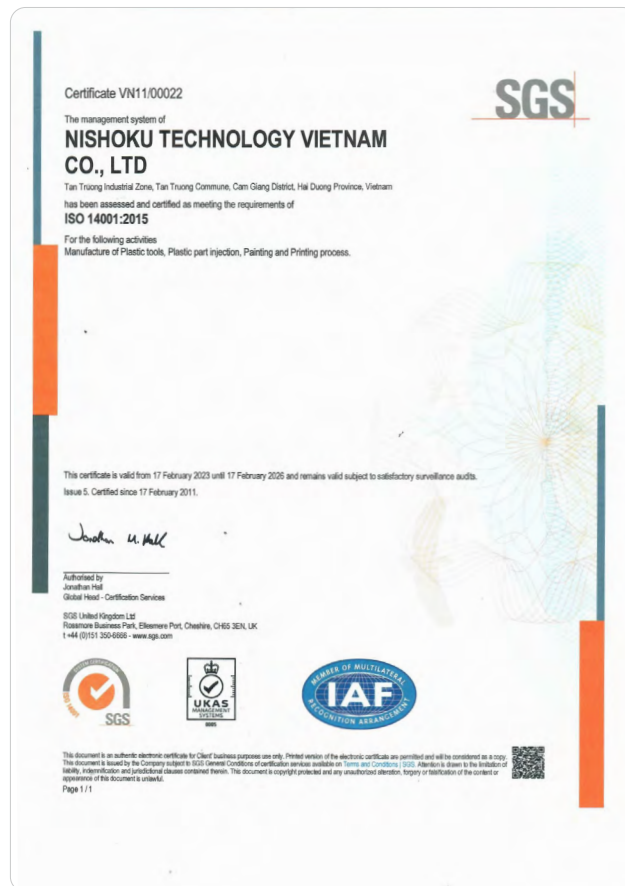 Certificate VN11/00022
SGS
The management system of
NISHOKU TECHNOLOGY VIETNAM
CO., LTD
Tan Truong Industrial Zone, Tan Truong Commune, Cam Giang District, Hai Duong Province, Vietnam
has been assessed and certified as meeting the requirements of
ISO 14001:2015
For the following activities
Manufacture of Plastic tools, Plastic part injection, Painting and Printing process.
This certificate is valid from 17 February 2023 until 17 February 2026 and remains valid subject to satisfactory surveillance audits.
Issue 5. Certified since 17 February 2011.
Authorised by
Jonathan Hall
Global Head - Certification Services
SGS United Kingdom Ltd
Rossmore Business Park, Ellesmere Port, Cheshire, CH65 3EN, UK
t +44 (0)151 350-6666 - www.sgs.com
ISO 14001
SGS
UKAS
MANAGEMENT
SYSTEMS
0005
MEMBER OF MULTILATERAL
IAF
RECOGNITION ARRANGEMENT
This document is an authentic electronic certificate for Client' business purposes use only. Printed version of the electronic certificate are permitted and will be considered as a copy.
This document is issued by the Company subject to SGS General Conditions of certification services available on Terms and Conditions | SGS. Attention is drawn to the limitation of
liability, indemnification and jurisdictional clauses contained therein. This document is copyright protected and any unauthorized alteration, forgery or falsification of the content or
appearance of this document is unlawful.
Page 1 / 1